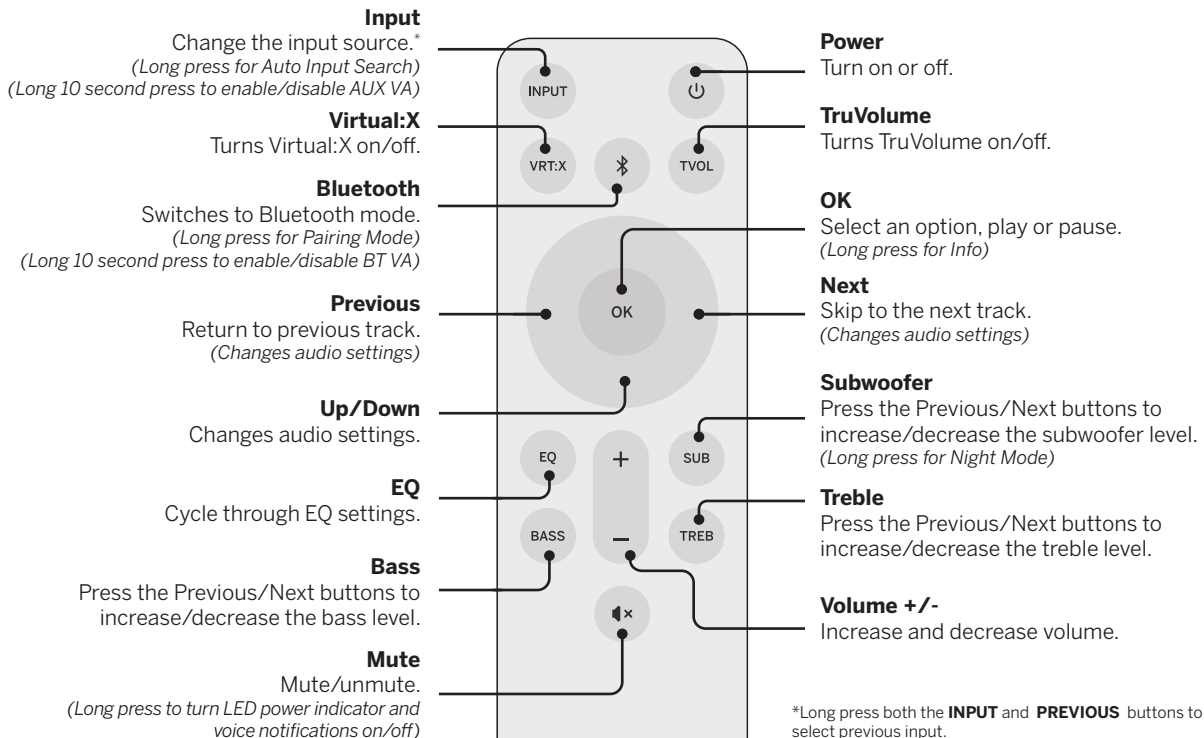 Input
Change the input source.*
(Long press for Auto Input Search)
(Long 10 second press to enable/disable AUX VA)
Virtual:X
Turns Virtual:X on/off.
Bluetooth
Switches to Bluetooth mode.
(Long press for Pairing Mode)
(Long 10 second press to enable/disable BT VA)
Previous
Return to previous track.
(Changes audio settings)
Up/Down
Changes audio settings.
EQ
Cycle through EQ settings.
Bass
Press the Previous/Next buttons to
increase/decrease the bass level.
Mute
Mute/unmute.
(Long press to turn LED power indicator and
voice notifications on/off)
INPUT
VRT:X
TVOL
OK
EQ
+
SUB
BASS
−
TREB
Power
Turn on or off.
TruVolume
Turns TruVolume on/off.
OK
Select an option, play or pause.
(Long press for Info)
Next
Skip to the next track.
(Changes audio settings)
Subwoofer
Press the Previous/Next buttons to
increase/decrease the subwoofer level.
(Long press for Night Mode)
Treble
Press the Previous/Next buttons to
increase/decrease the treble level.
Volume +/-
Increase and decrease volume.
*Long press both the INPUT and PREVIOUS buttons to
select previous input.